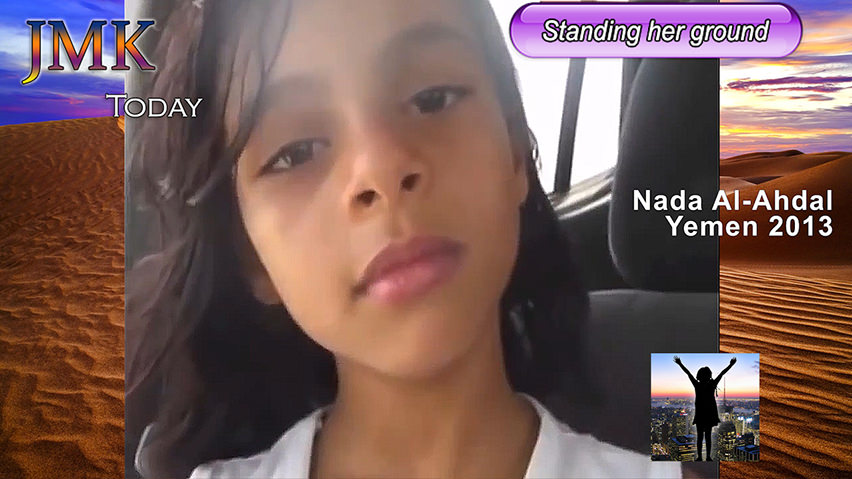 JMK
TODAY
Standing her ground
Nada Al-Ahdal
Yemen 2013